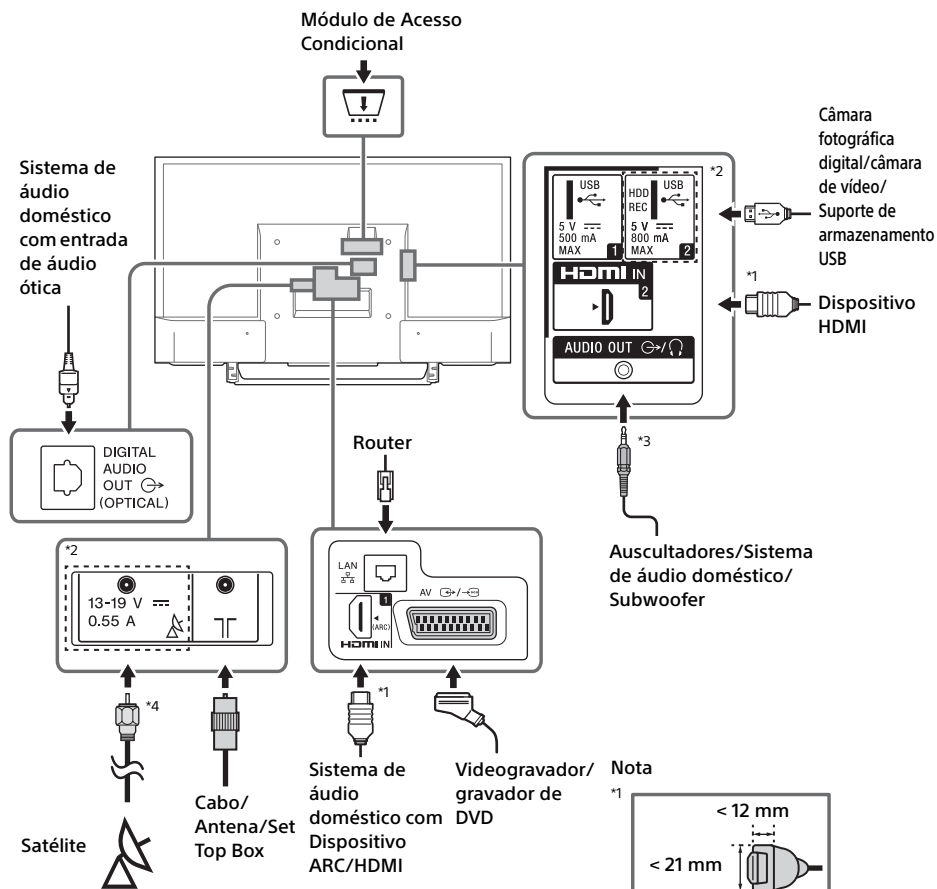 Módulo de Acesso
Condicional
Sistema de
áudio
doméstico
com entrada
de áudio
ótica
Câmara
fotográfica
digital/câmara
de vídeo/
Suporte de
armazenamento
USB
*2
USB
5 V
500 mA
MAX
1
HDD
REC
USB
5 V
800 mA
MAX
2
HDMI IN
2
*1
Dispositivo
HDMI
AUDIO OUT
*3
Auscultadores/Sistema
de áudio doméstico/
Subwoofer
DIGITAL
AUDIO
OUT
(OPTICAL)
Router
*2
13-19 V
0.55 A
LAN
1
(ARC)
HDMI IN
AV
*4
*1
Satélite
Cabo/
Antena/Set
Top Box
Sistema de
áudio
doméstico com
Dispositivo
ARC/HDMI
Videogravador/
gravador de
DVD
Nota
*1
< 12 mm
< 21 mm